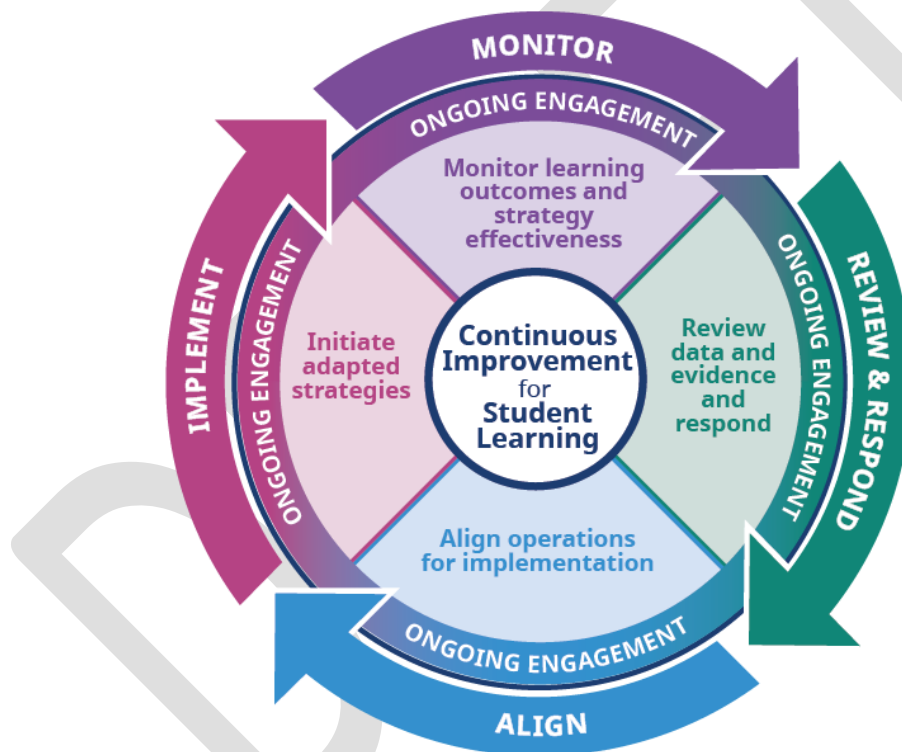 MONITOR
ONGOING ENGAGEMENT
Monitor learning
outcomes and
strategy
effectiveness
REVIEW & RESPOND
ONGOING ENGAGEMENT
Review
data and
evidence
and
respond
ALIGN
ONGOING ENGAGEMENT
Align operations
for implementation
IMPLEMENT
ONGOING ENGAGEMENT
Initiate
adapted
strategies
Continuous
Improvement
for
Student
Learning